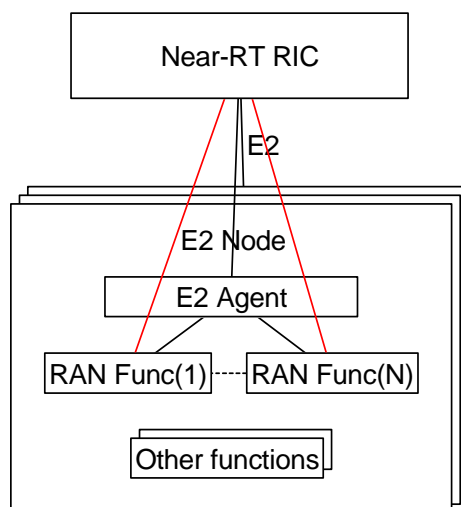 Near-RT RIC
E2
E2 Node
E2 Agent
RAN Func(1)
RAN Func(N)
Other functions